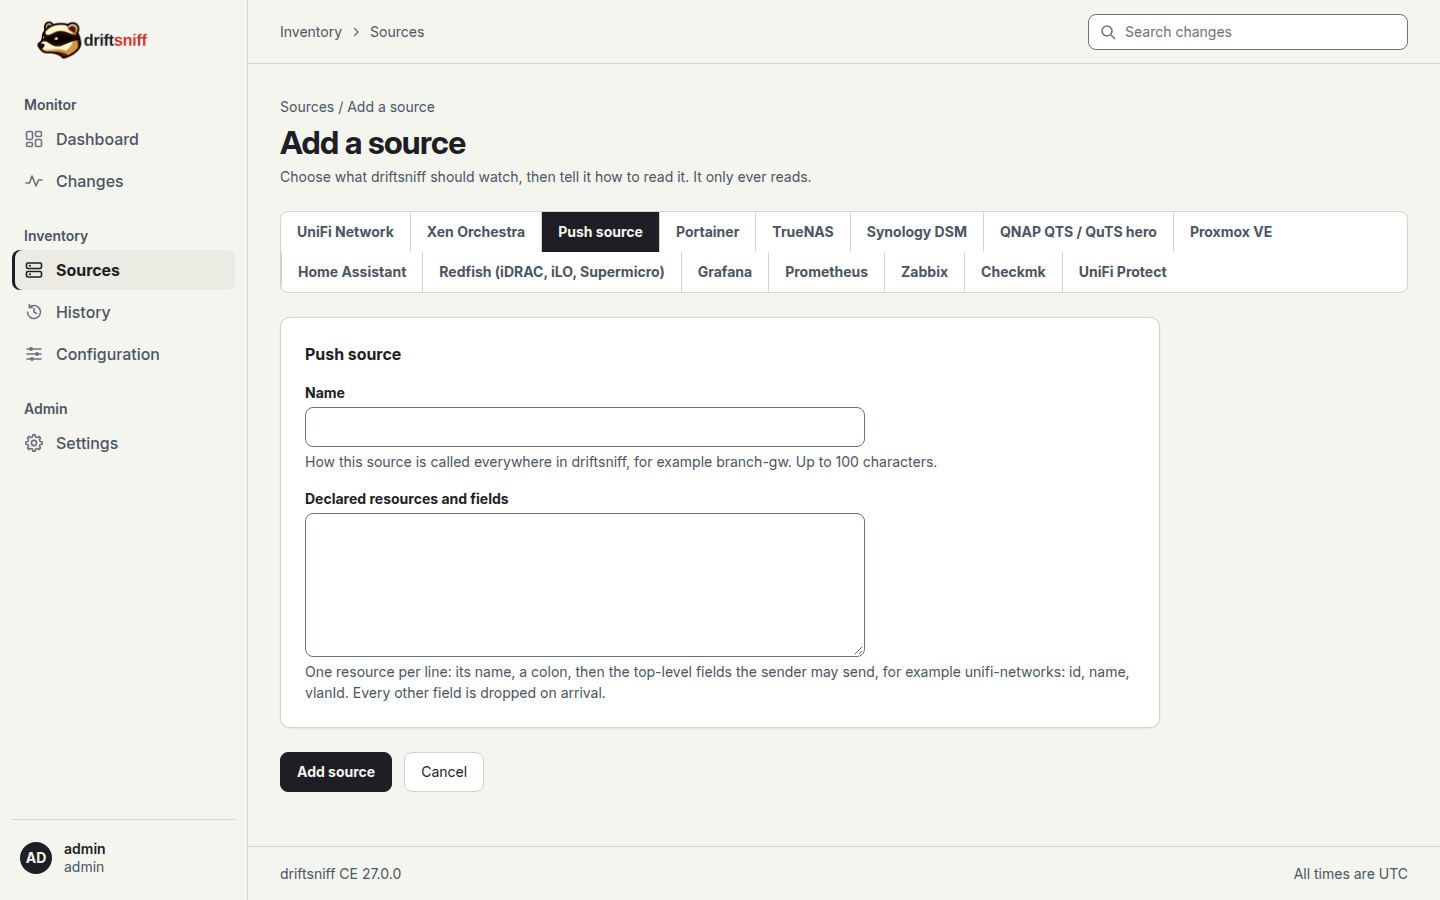 driftsniff
Inventory > Sources
Search changes
Monitor
Dashboard
Changes
Inventory
Sources
History
Configuration
Admin
Settings
admin
admin
AD
Sources / Add a source
Add a source
Choose what driftsniff should watch, then tell it how to read it. It only ever reads.
UniFi Network
Xen Orchestra
Push source
Portainer
TrueNAS
Synology DSM
QNAP QTS / QuTS hero
Proxmox VE
Home Assistant
Redfish (iDRAC, iLO, Supermicro)
Grafana
Prometheus
Zabbix
Checkmk
UniFi Protect
Push source
Name
How this source is called everywhere in driftsniff, for example branch-gw. Up to 100 characters.
Declared resources and fields
One resource per line: its name, a colon, then the top-level fields the sender may send, for example unifi-networks: id, name,
vlanId. Every other field is dropped on arrival.
Add source
Cancel
driftsniff CE 27.0.0
All times are UTC